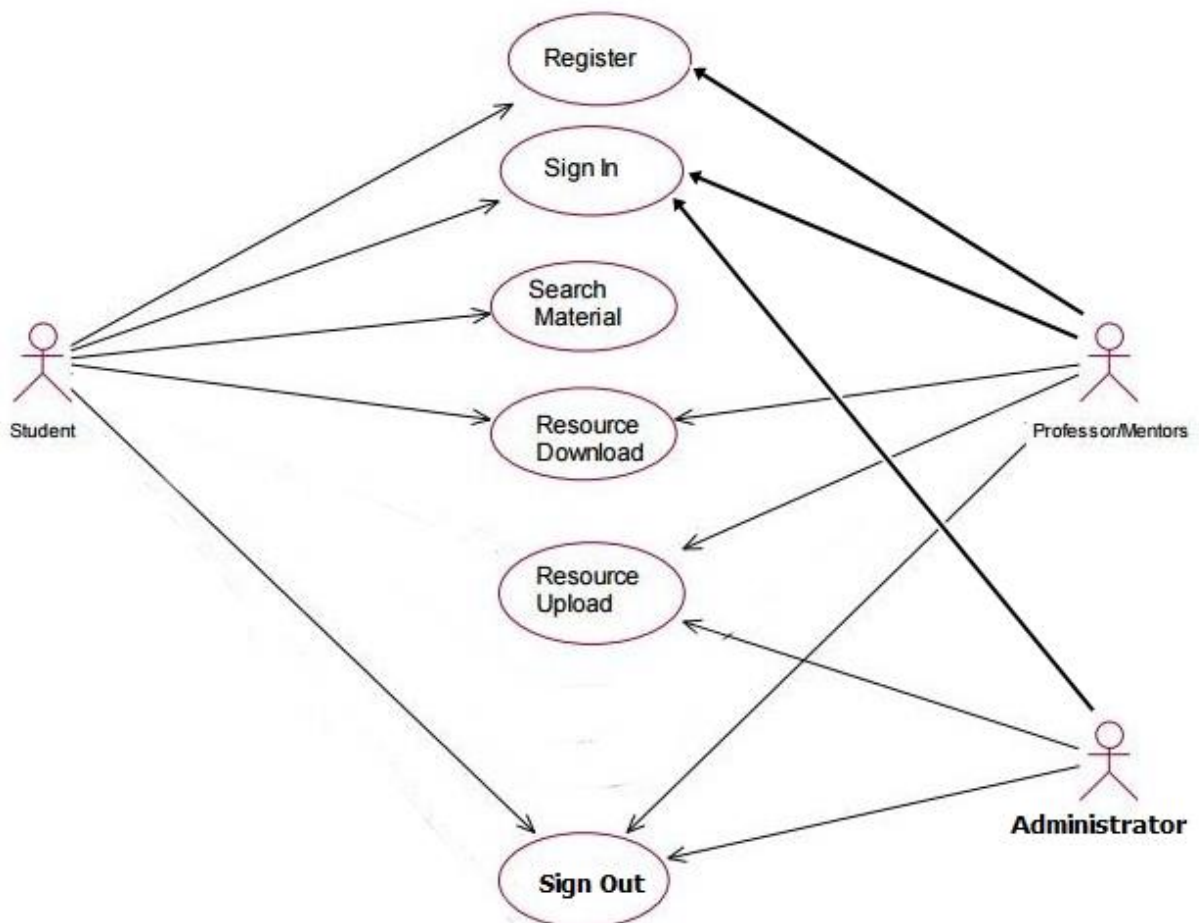 Register
Sign In
Search
Material
Student
Resource
Download
Professor/Mentors
Resource
Upload
Administrator
Sign Out